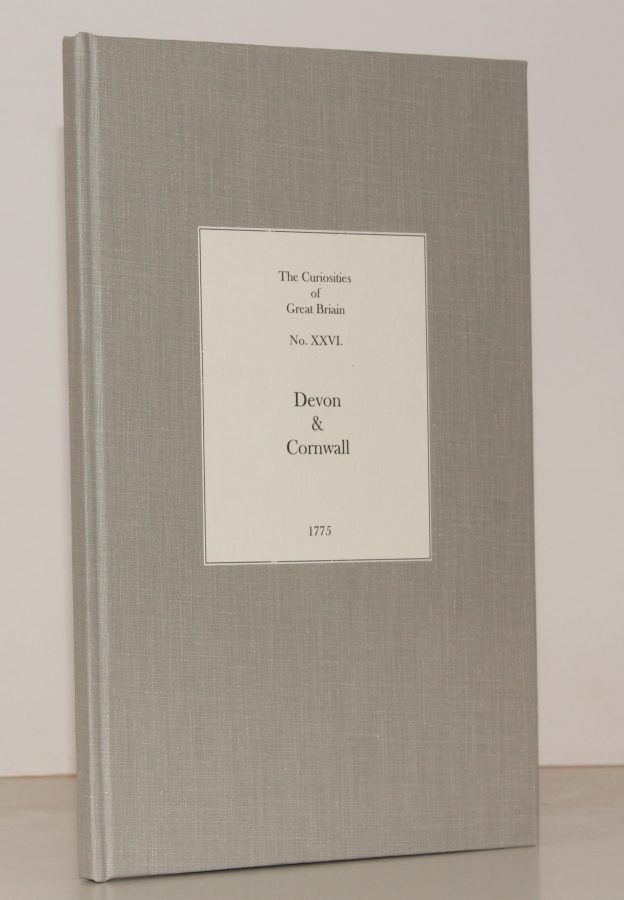 The Curiosities
of
Great Briain
No. XXVI.
Devon
&
Cornwall
1775